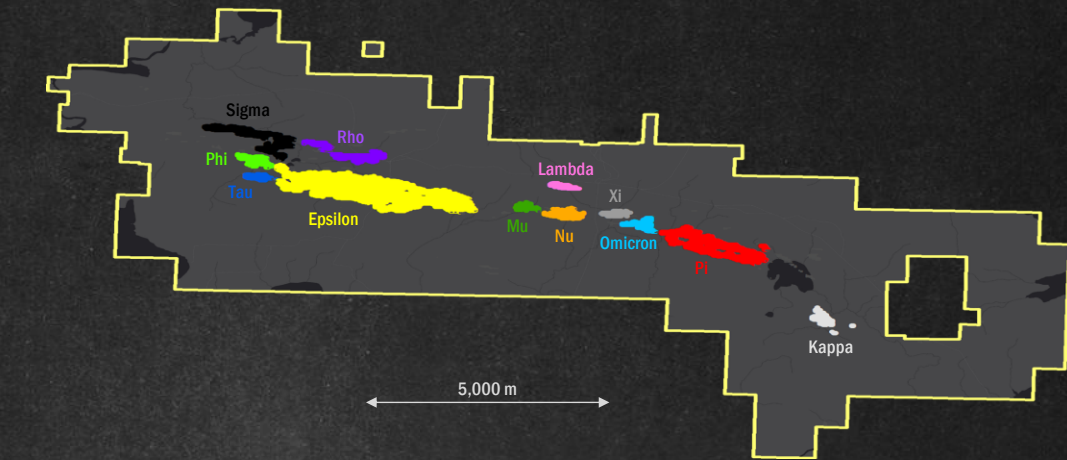 Sigma
Rho
Phi
Lambda
Tau
Xi
Epsilon
Mu
Nu
Omicron
Pi
Kappa
5,000 m